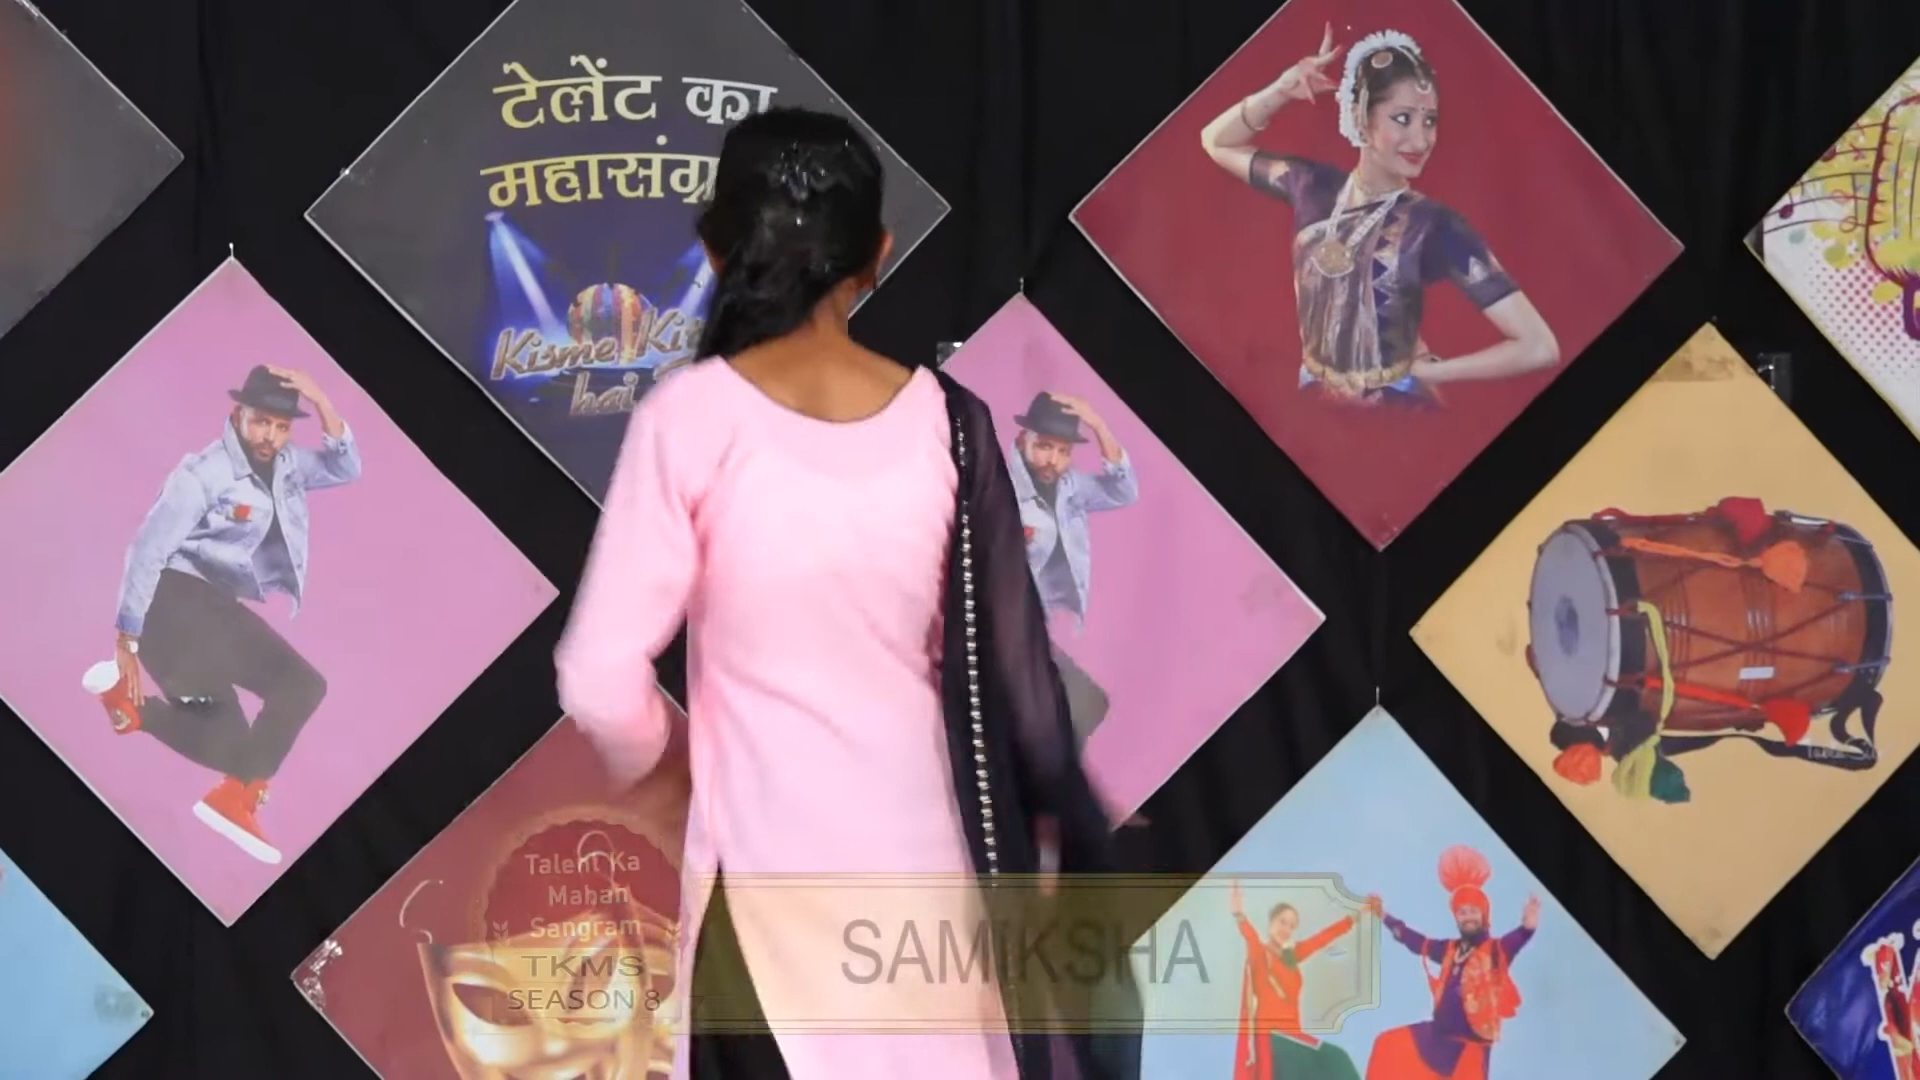 टेलेंट का
महासंग्रा
Kisme Kit
hai
Talent Ka
Mahan
Sangram
TKMS
SEASON 8
SAMIKSHA